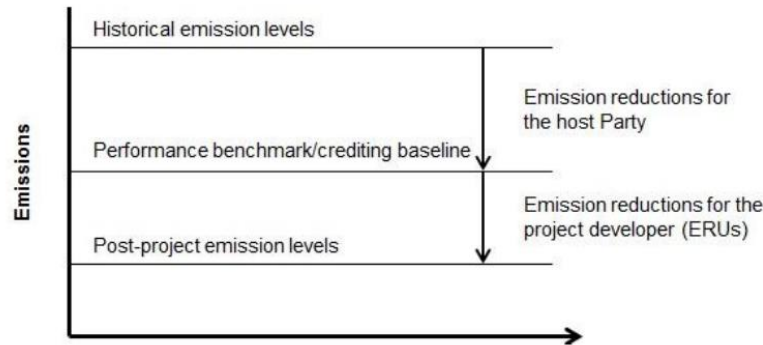 Historical emission levels
Emission reductions for
the host Party
Performance benchmark/crediting baseline
Emission reductions for the
project developer (ERUs)
Post-project emission levels
Emissions